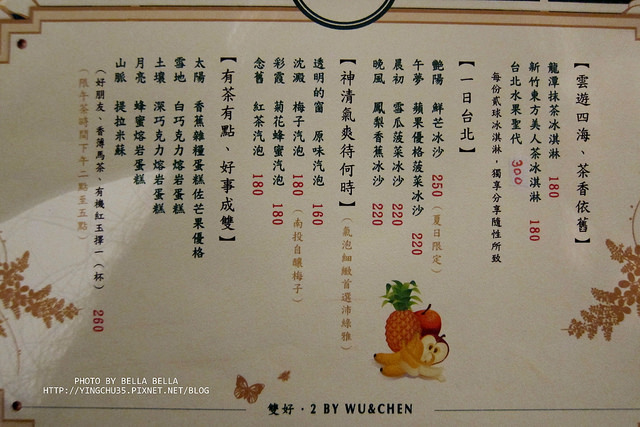 【雲遊四海、茶香依舊】
龍潭抹茶冰淇淋 180
新竹東方美人茶冰淇淋 180
台北水果聖代 300
每份貳球冰淇淋，獨享分享隨性所致
【一日台北】
艷陽 鮮芒冰沙 250（夏日限定）
午夢 蘋果優格菠菜冰沙 220
晨初 雪瓜菠菜冰沙 220
晚風 鳳梨香蕉冰沙 220
【神清氣爽待何時】（氣泡細緻首選沛綠雅）
透明的窗 原味汽泡 160
沈澱 梅子汽泡 180（南投自釀梅子）
彩霞 菊花蜂蜜汽泡 180
念舊 紅茶汽泡 180
【有茶有點、好事成雙】
太陽 香蕉雜糧蛋糕佐芒果優格
雪地 白巧克力熔岩蛋糕
土壤 深巧克力熔岩蛋糕
月亮 蜂蜜熔岩蛋糕
山脈 提拉米蘇
（好朋友、香薄馬茶、有機紅玉擇一（杯） 260
（限午茶時間下午二點至五點）
PHOTO BY BELLA BELLA
HTTP://YINGCHU35.PIXNET.NET/BLOG
雙好・2 BY WU&CHEN